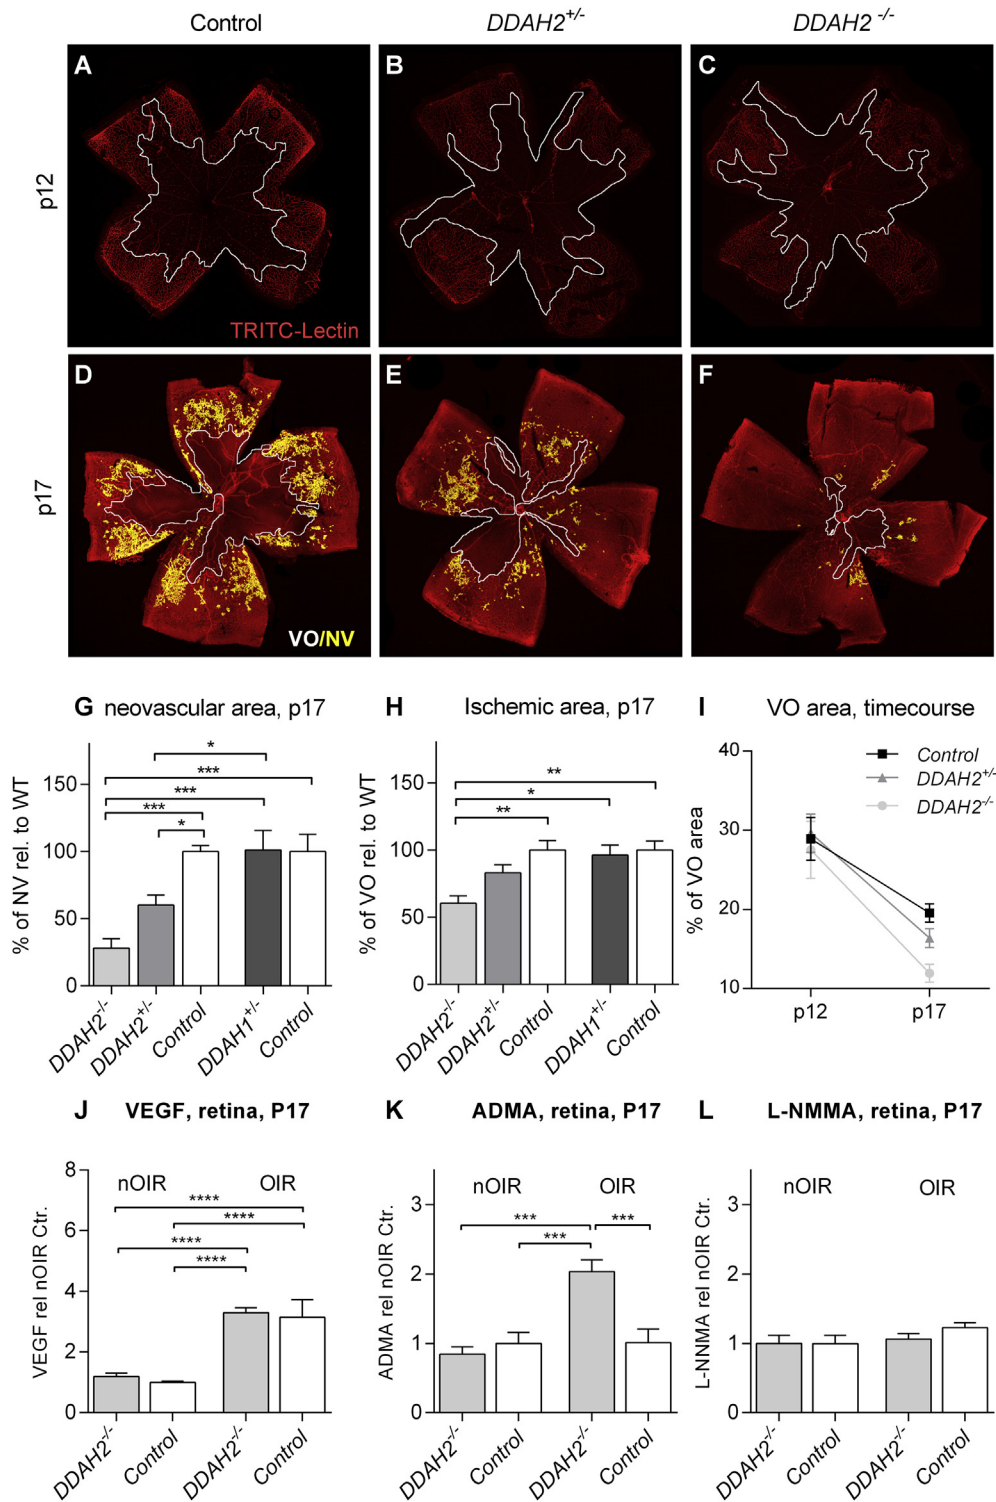 Control DDAH2+/- DDAH2 -/-
p12
A B C
TRITC-Lectin
p17
D E F
VO/NV
G neovascular area, p17
% of NV rel. to WT
150
100
50
0
*
***
***
***
*
DDAH2-/- DDAH2+/- Control DDAH1+/- Control
H Ischemic area, p17
% of VO rel. to WT
150
100
50
0
**
*
**
DDAH2-/- DDAH2+/- Control DDAH1+/- Control
I VO area, timecourse
% of VO area
40
30
20
10
Control
DDAH2+/-
DDAH2-/-
p12 p17
J VEGF, retina, P17
VEGF rel nOIR Ctr.
8
6
4
2
0
nOIR OIR
****
****
****
****
DDAH2-/- Control DDAH2-/- Control
K ADMA, retina, P17
ADMA rel nOIR Ctr.
3
2
1
0
nOIR OIR
*** ***
***
DDAH2-/- Control DDAH2-/- Control
L L-NMMA, retina, P17
L-NNMA rel nOIR Ctr.
3
2
1
0
nOIR OIR
DDAH2-/- Control DDAH2-/- Control